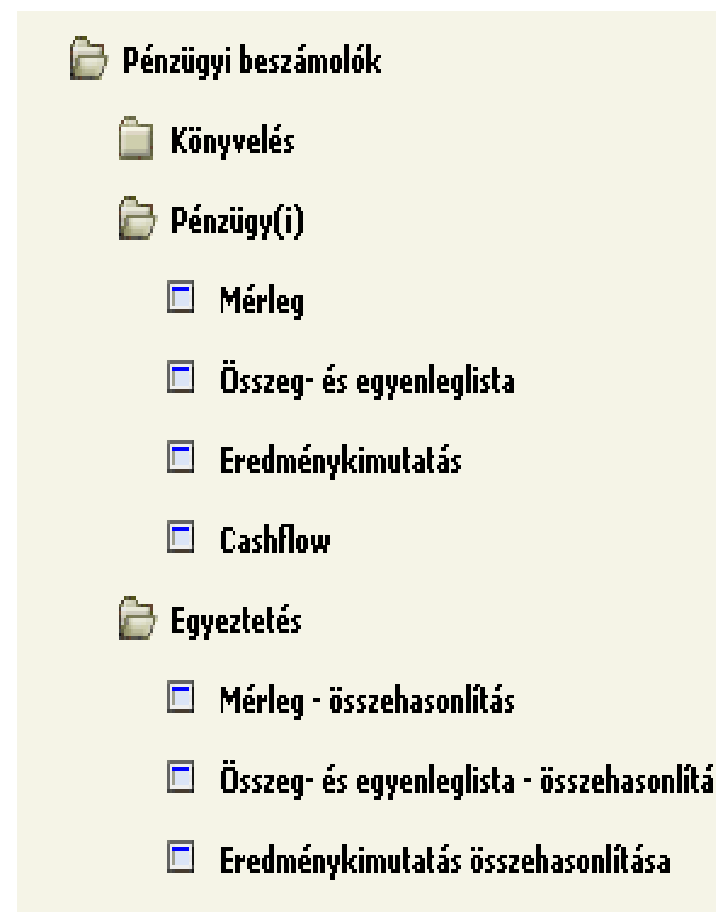 Pénzügyi beszámolók
Könyvelés
Pénzügy(i)
Mérleg
Összeg- és egyenleglista
Eredménykimutatás
Cashflow
Egyeztetés
Mérleg - összehasonlítás
Összeg- és egyenleglista - összehasonlítá
Eredménykimutatás összehasonlítása